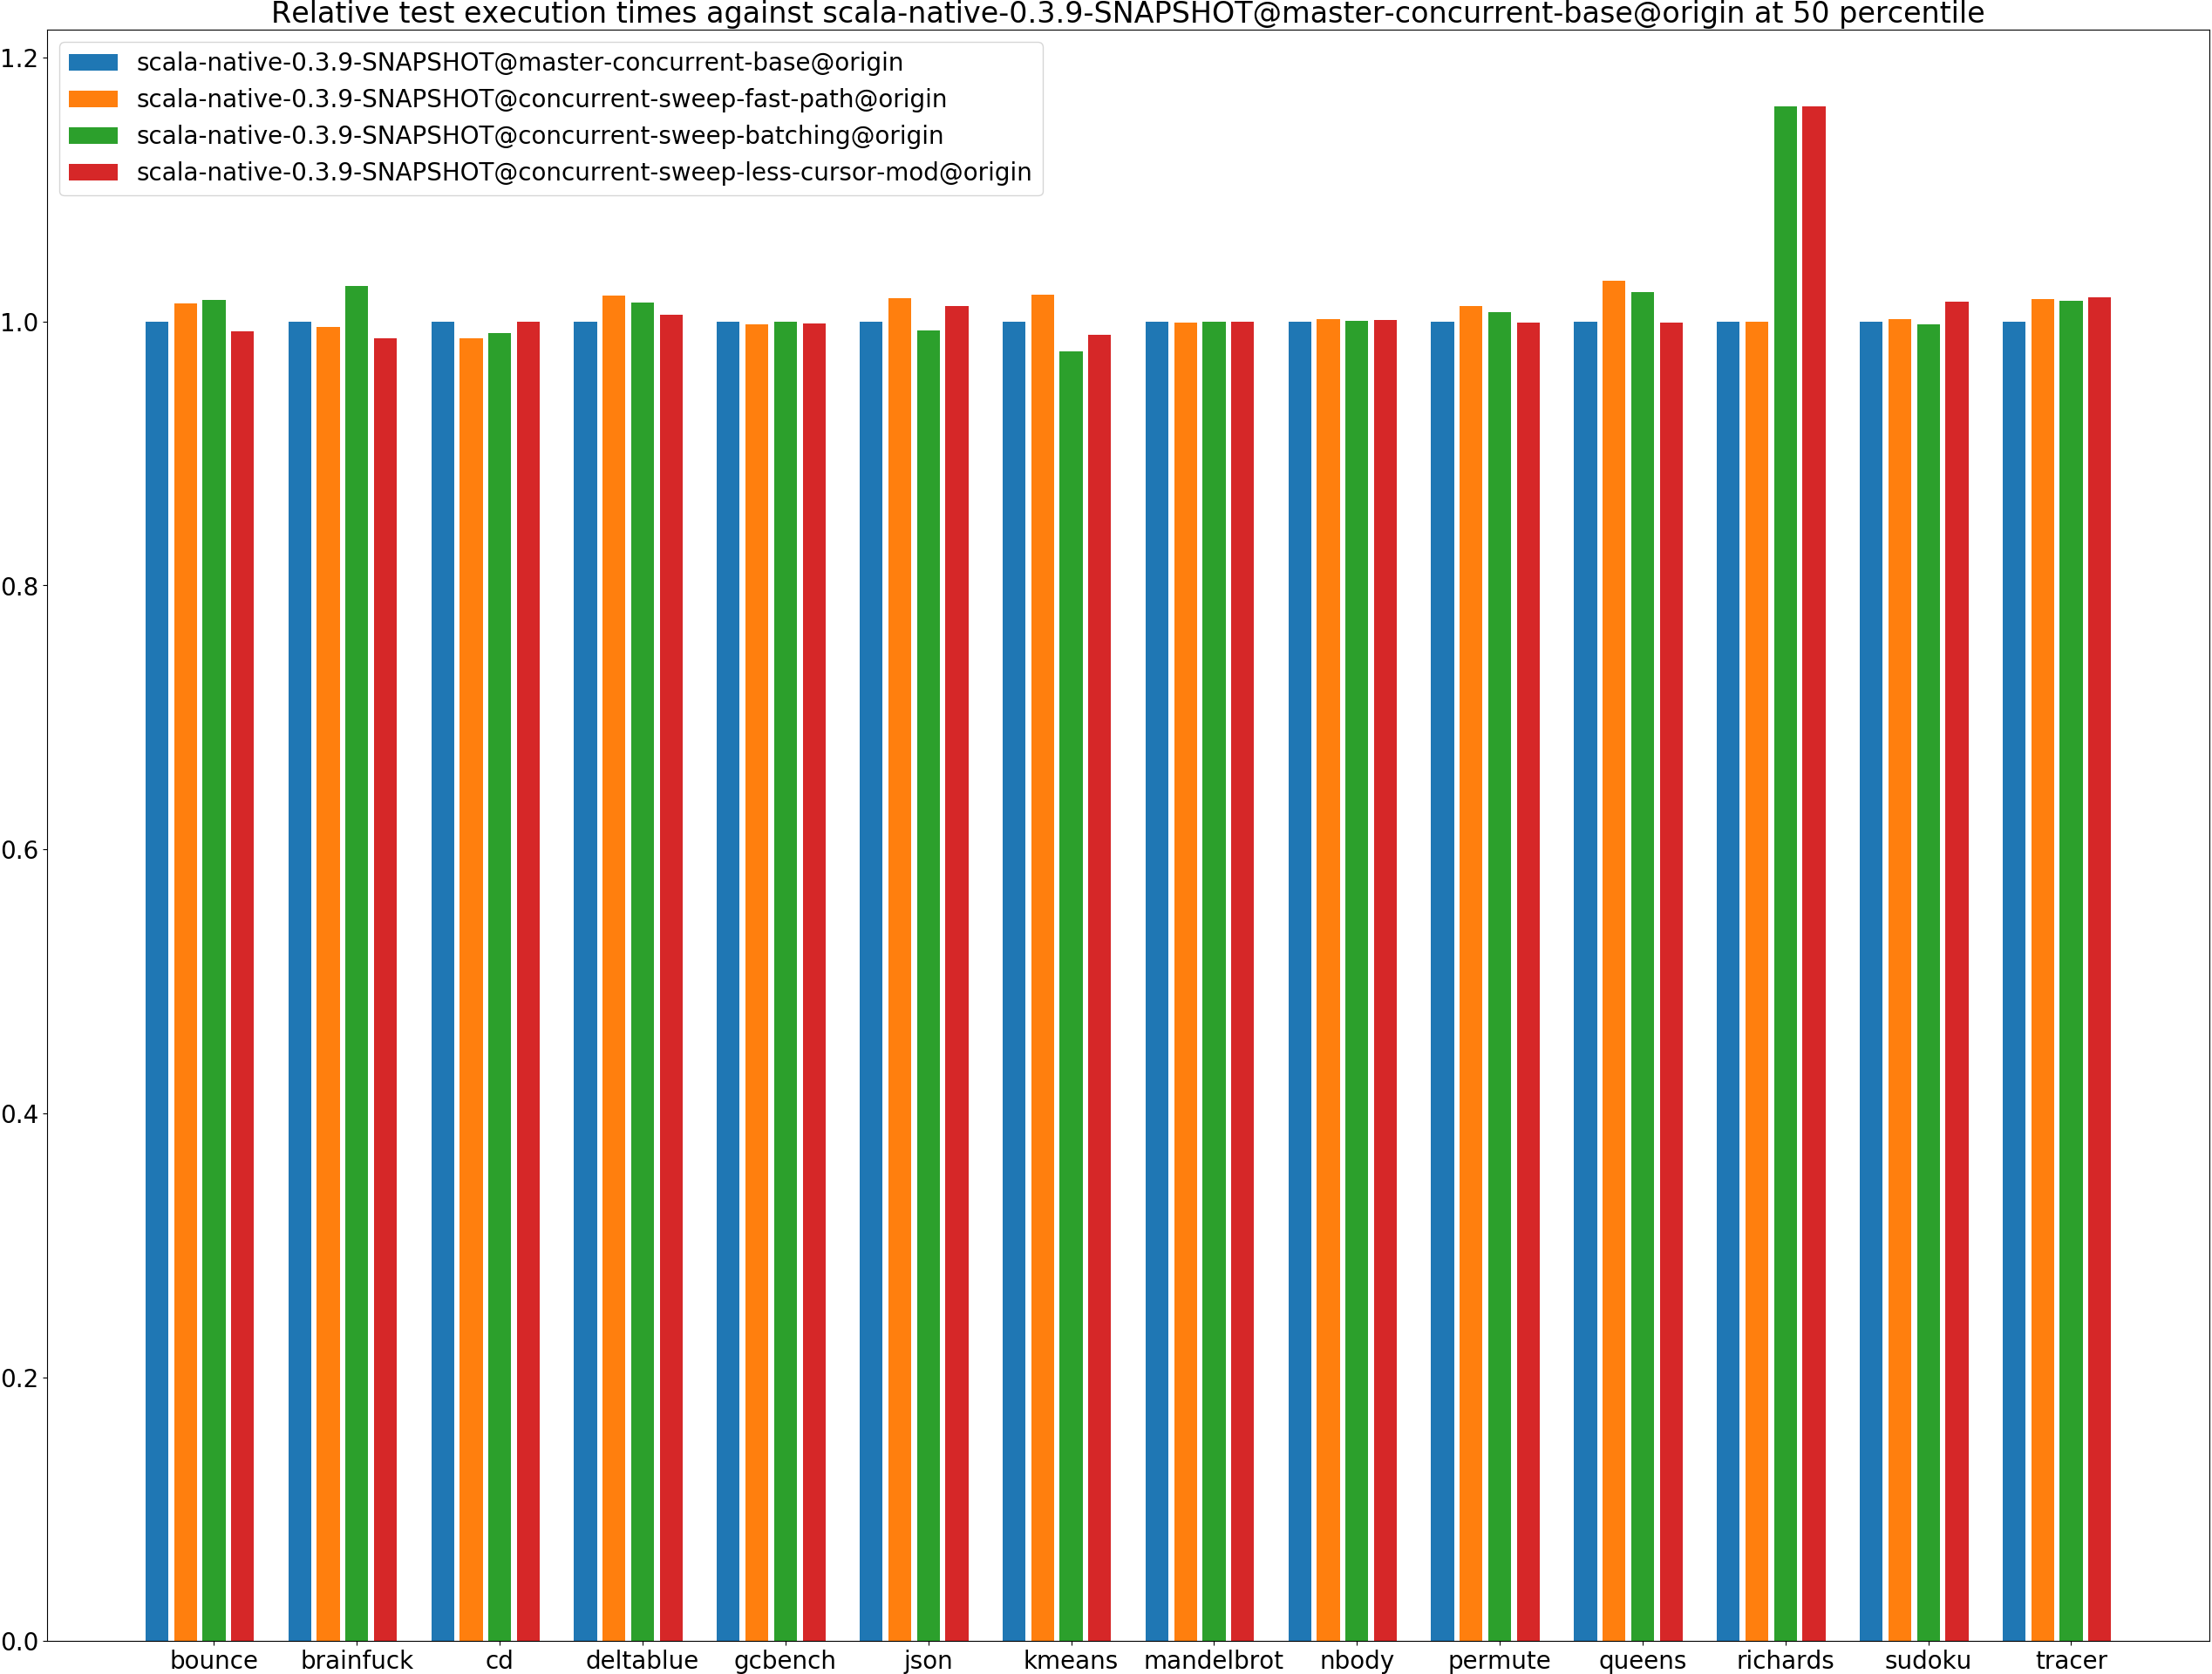 Relative test execution times against scala-native-0.3.9-SNAPSHOT@master-concurrent-base@origin at 50 percentile
scala-native-0.3.9-SNAPSHOT@master-concurrent-base@origin
scala-native-0.3.9-SNAPSHOT@concurrent-sweep-fast-path@origin
scala-native-0.3.9-SNAPSHOT@concurrent-sweep-batching@origin
scala-native-0.3.9-SNAPSHOT@concurrent-sweep-less-cursor-mod@origin
1.2
1.0
0.8
0.6
0.4
0.2
0.0
bounce brainfuck cd deltablue gcbench json kmeans mandelbrot nbody permute queens richards sudoku tracer